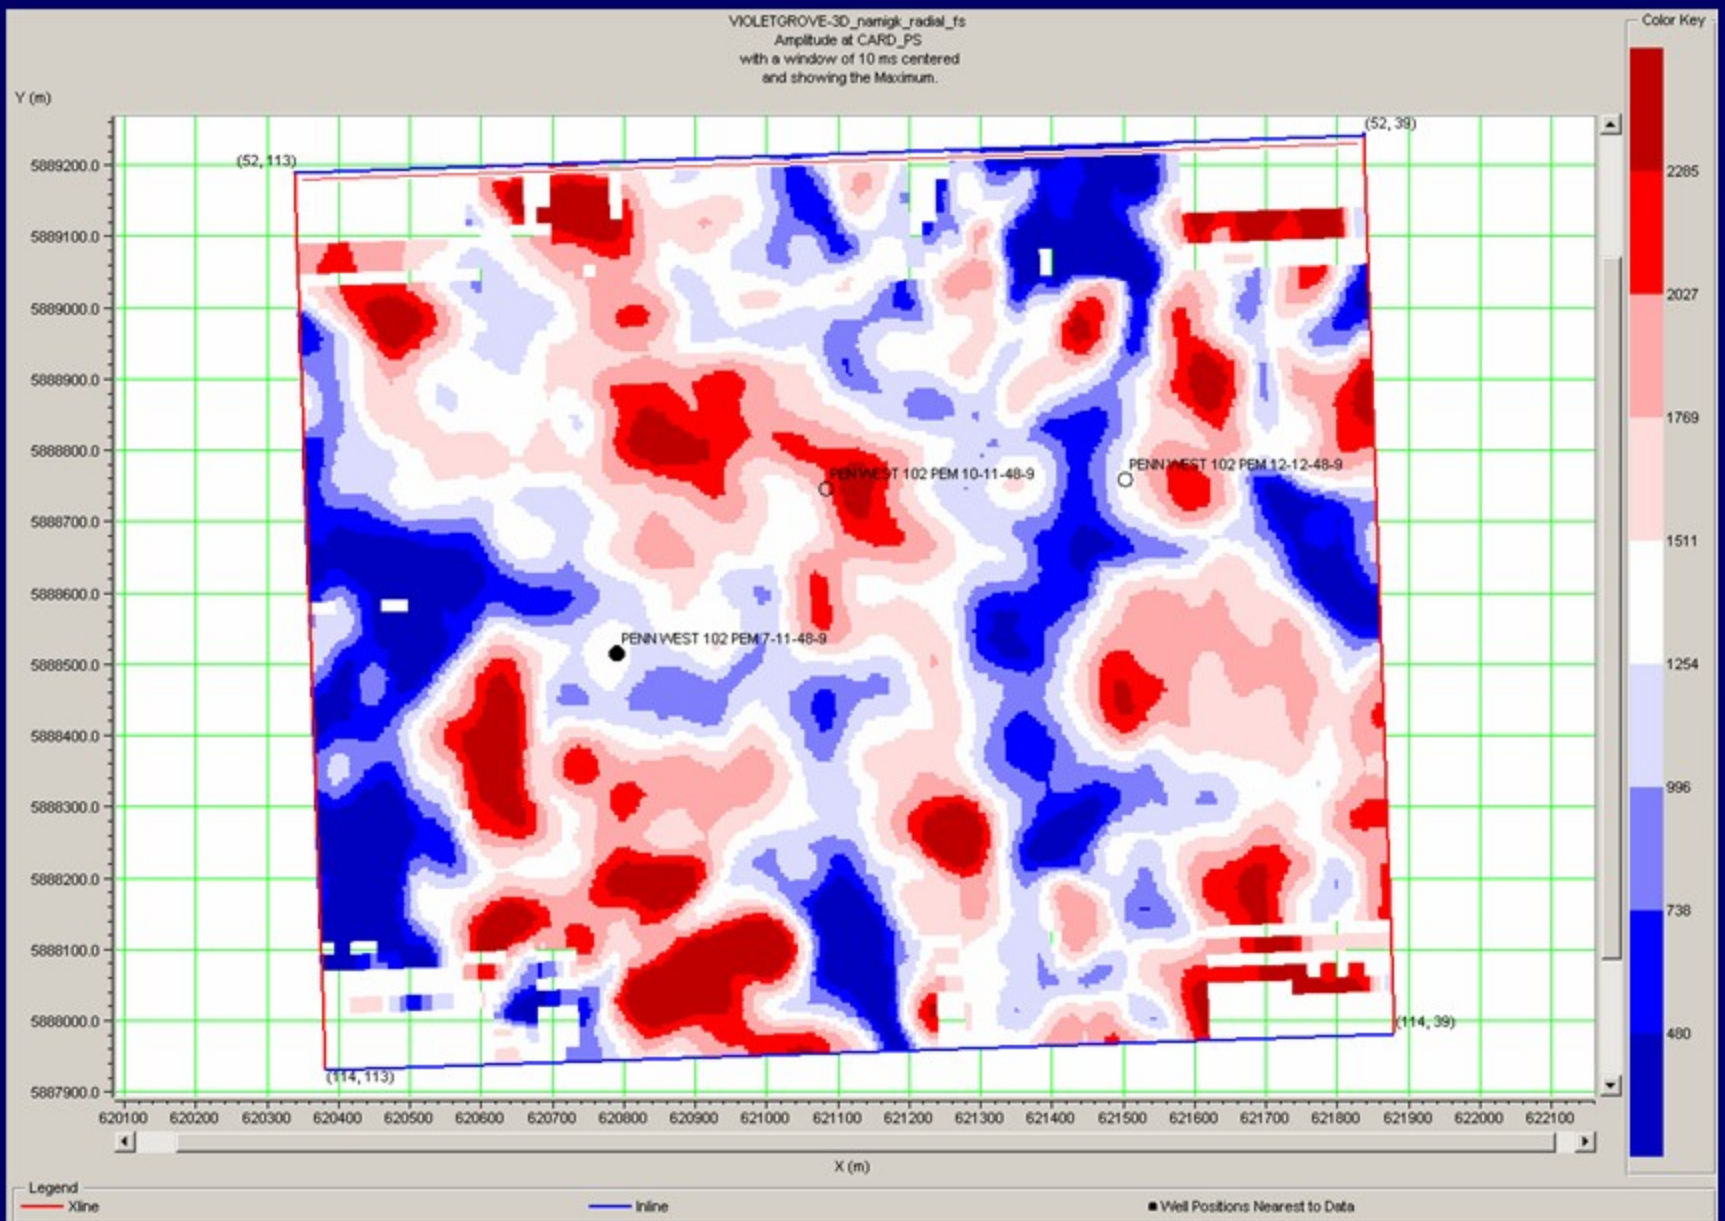 VIOLETGROVE-3D_namigk_radial_fs
Amplitude at CARD_PS
with a window of 10 ms centered
and showing the Maximum.
Color Key
Y (m)
(52, 39)
(52, 113)
5889200.0
5889100.0
5889000.0
5888900.0
5888800.0
5888700.0
5888600.0
5888500.0
5888400.0
5888300.0
5888200.0
5888100.0
5888000.0
5887900.0
PENN WEST 102 PEM 12-12-48-9
PEN WEST 102 PEM 10-11-48-9
PENN WEST 102 PEM 7-11-48-9
2285
2027
1769
1511
1254
996
738
480
(114, 39)
(114, 113)
620100 620200 620300 620400 620500 620600 620700 620800 620900 621000 621100 621200 621300 621400 621500 621600 621700 621800 621900 622000 622100
X (m)
Legend
Xline Inline Well Positions Nearest to Data